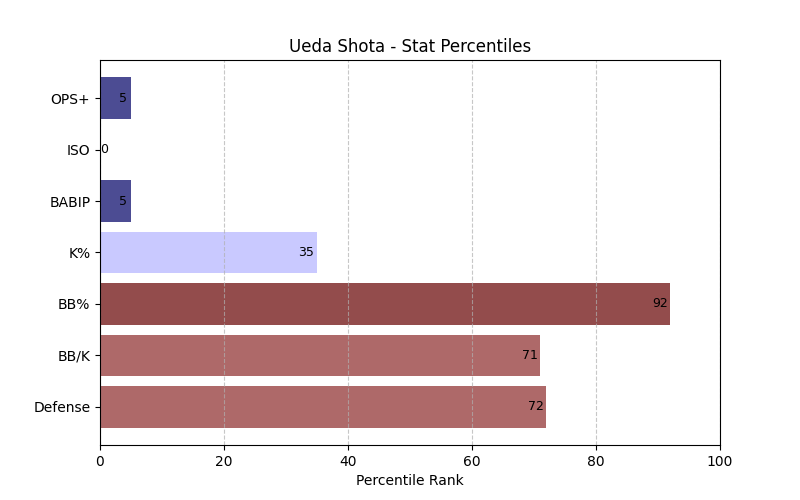 Ueda Shota - Stat Percentiles
OPS+ 5
ISO 0
BABIP 5
K% 35
BB% 92
BB/K 71
Defense 72
0 20 40 60 80 100
Percentile Rank